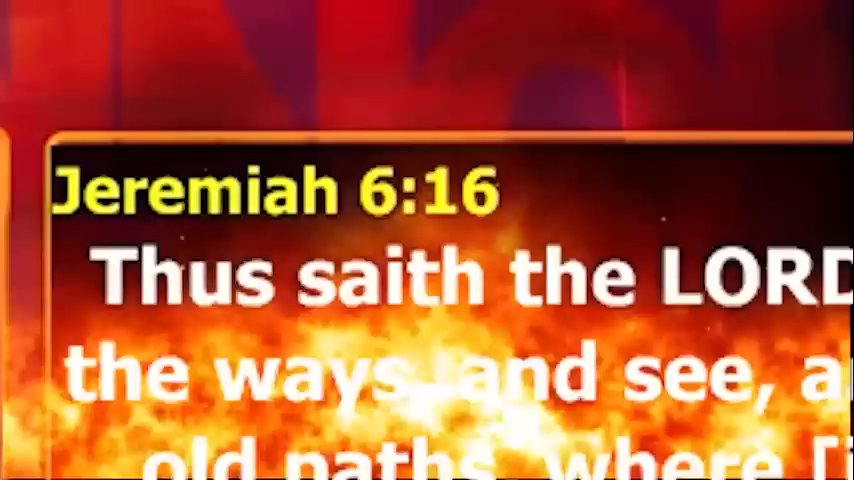 Jeremiah 6:16
Thus saith the LORD
the ways, and see, a
old paths, where [i